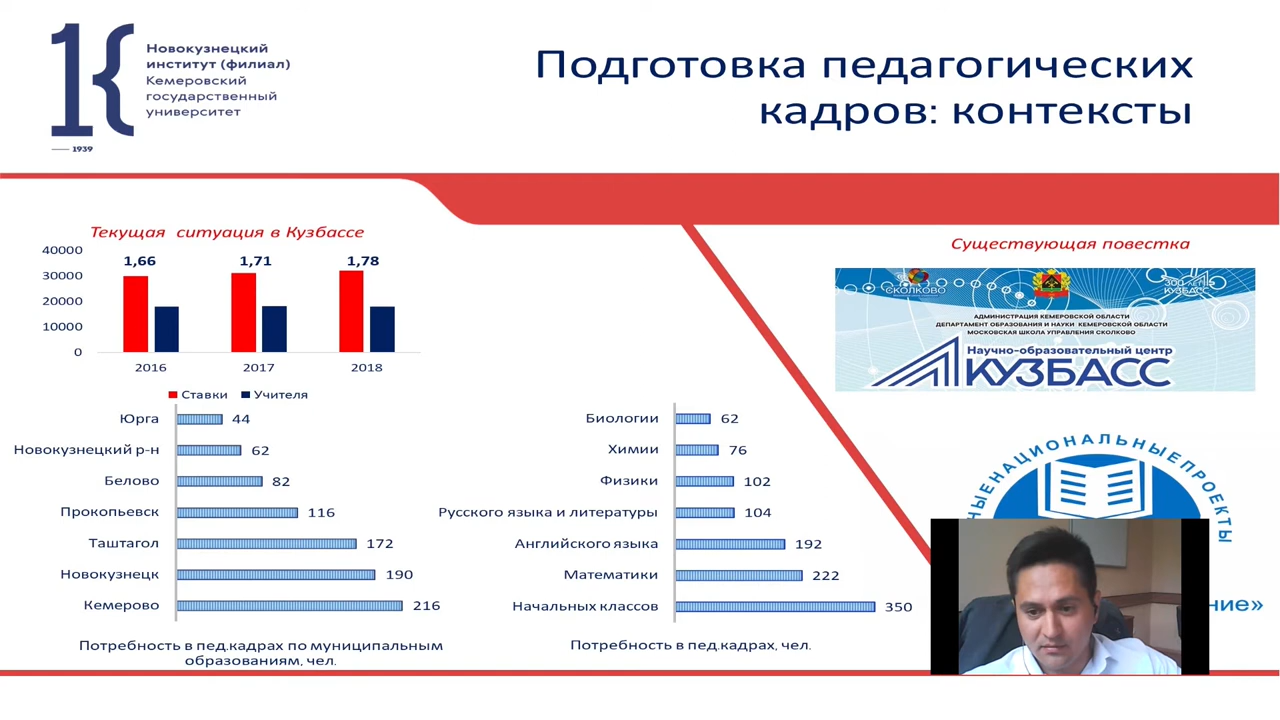 Новокузнецкий
институт (филиал)
Кемеровский
государственный
университет
1939
Подготовка педагогических
кадров: контексты
Текущая ситуация в Кузбассе
40000
30000
20000
10000
0
1,66
1,71
1,78
2016
2017
2018
Ставки
Учителя
Юрга 44
Новокузнецкий р-н 62
Белово 82
Прокопьевск 116
Таштагол 172
Новокузнецк 190
Кемерово 216
Потребность в пед.кадрах по муниципальным
образованиям, чел.
Биологии 62
Химии 76
Физики 102
Русского языка и литературы 104
Английского языка 192
Математики 222
Начальных классов 350
Потребность в пед.кадрах, чел.
Существующая повестка
СКОЛКОВО
300 ЛЕТ
КУЗБАСС
АДМИНИСТРАЦИЯ КЕМЕРОВСКОЙ ОБЛАСТИ
ДЕПАРТАМЕНТ ОБРАЗОВАНИЯ И НАУКИ КЕМЕРОВСКОЙ ОБЛАСТИ
МОСКОВСКАЯ ШКОЛА УПРАВЛЕНИЯ СКОЛКОВО
Научно-образовательный центр
КУЗБАСС
НЫЕНАЦИОНАЛЬНЫЕПРОЕКТЫ
ние»